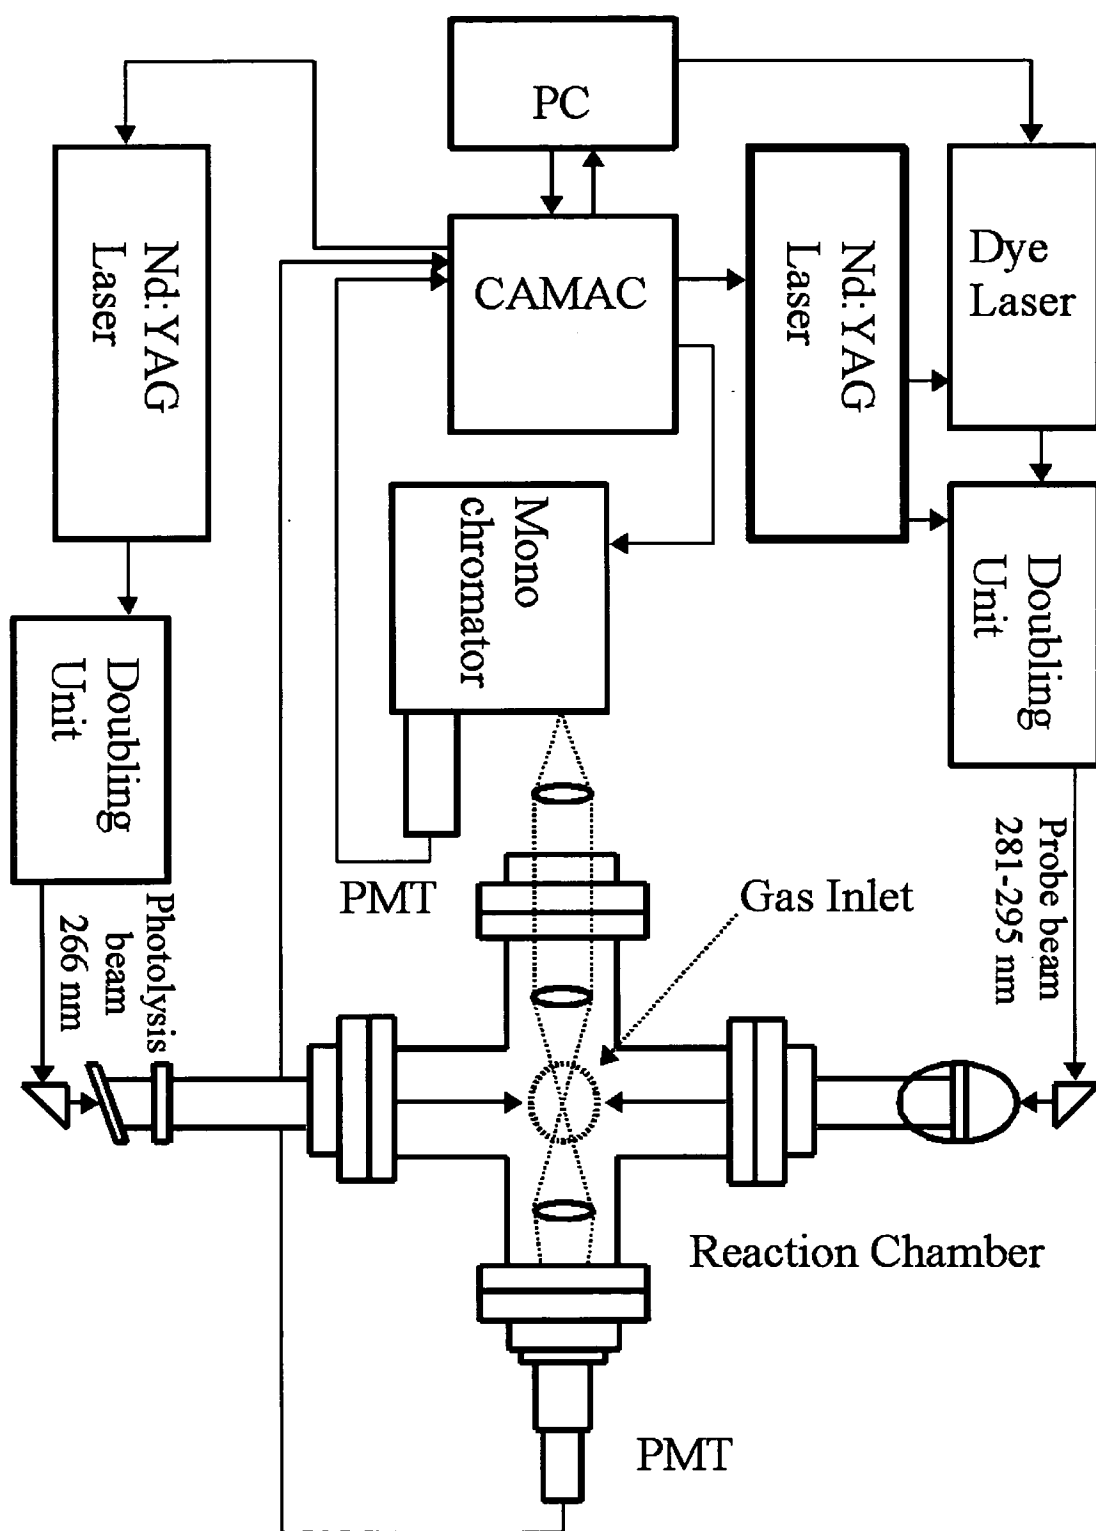 PC
Nd:YAG
Laser
CAMAC
Nd:YAG
Laser
Dye
Laser
Mono
chromator
Doubling
Unit
Doubling
Unit
Probe beam
281-295 nm
PMT
Gas Inlet
Photolysis
beam
266 nm
Reaction Chamber
PMT